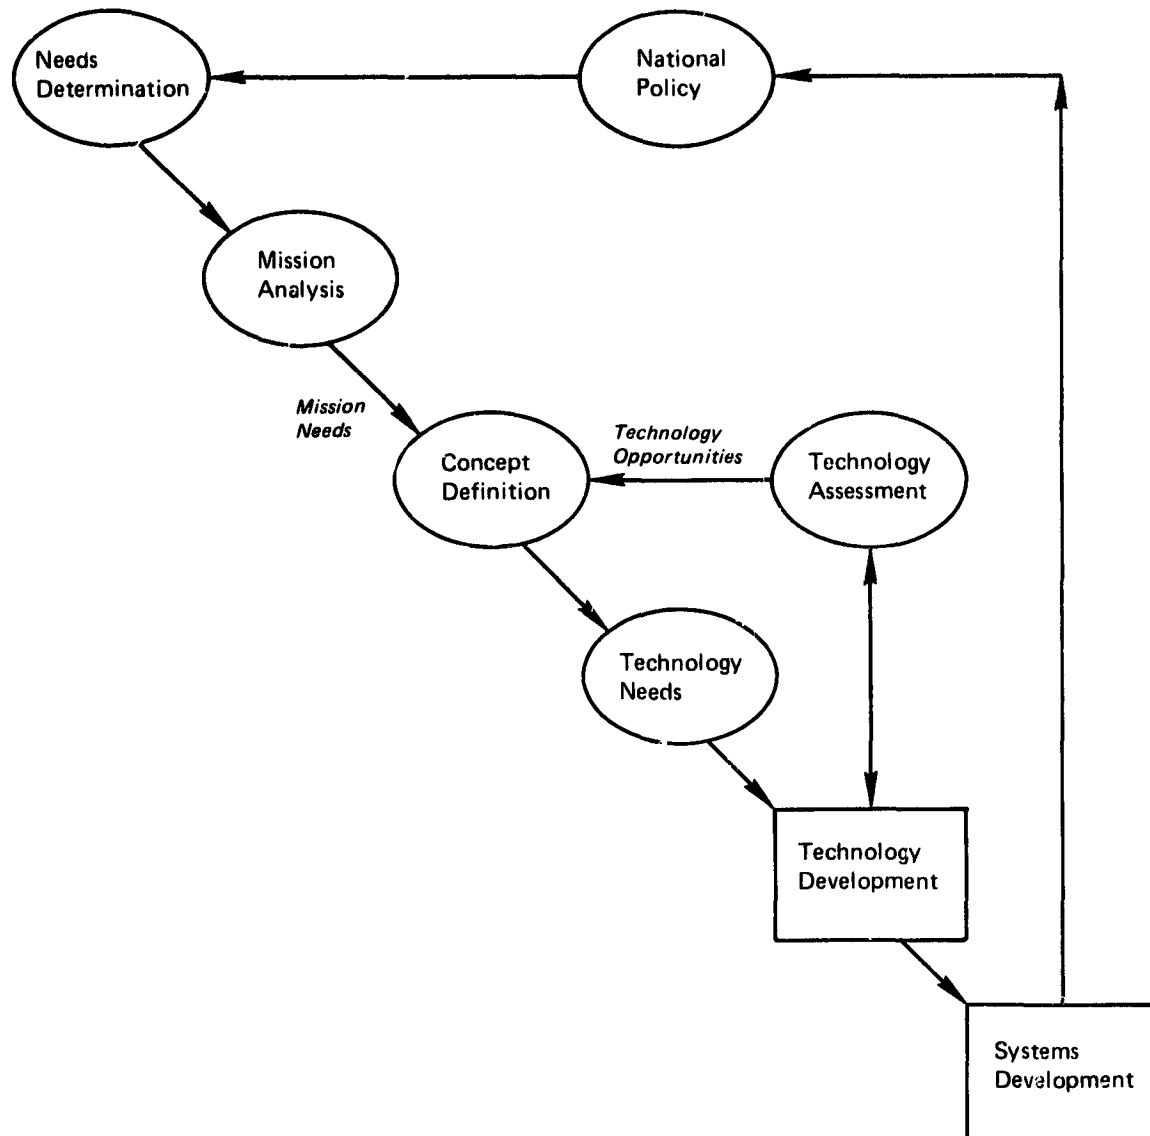 Needs
Determination
National
Policy
Mission
Analysis
Mission
Needs
Concept
Definition
Technology
Opportunities
Technology
Assessment
Technology
Needs
Technology
Development
Systems
Development